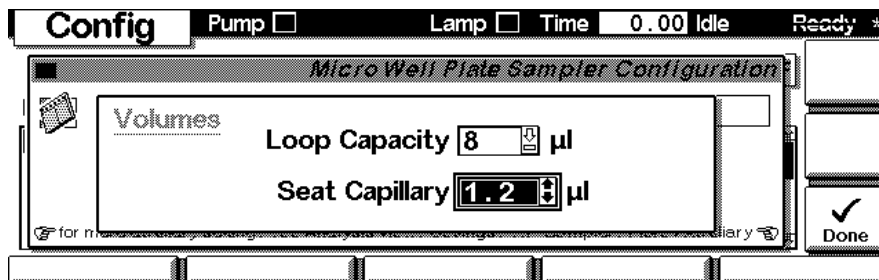 Config Pump Lamp Time 0.00 Idle Ready *
Micro Well Plate Sampler Configuration
Volumes
Loop Capacity 8 µl
Seat Capillary 1.2 µl
for
Done